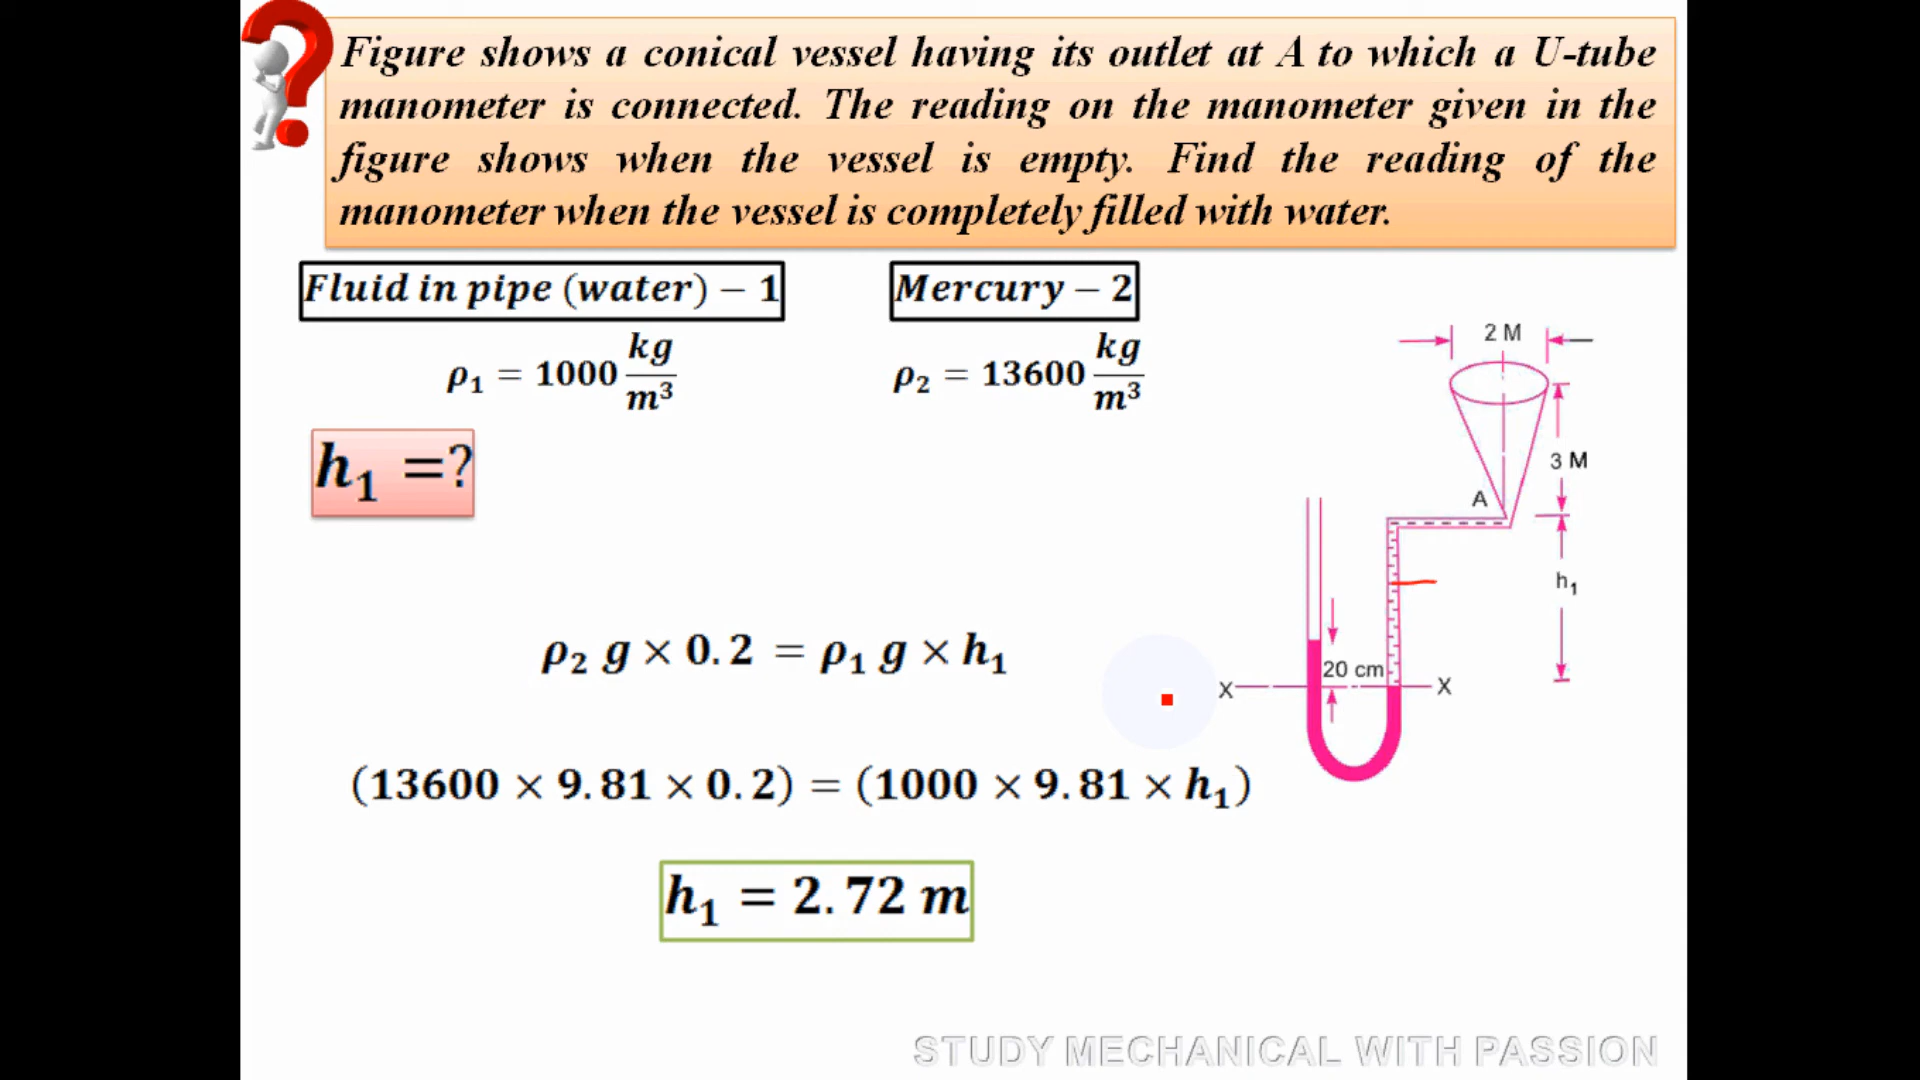 Figure shows a conical vessel having its outlet at A to which a U-tube
manometer is connected. The reading on the manometer given in the
figure shows when the vessel is empty. Find the reading of the
manometer when the vessel is completely filled with water.
Fluid in pipe (water) − 1
Mercury − 2
ρ₁ = 1000 kg/m³
ρ₂ = 13600 kg/m³
h₁ =?
2 M
3 M
A
h₁
20 cm
X
X
ρ₂ g × 0.2 = ρ₁ g × h₁
(13600 × 9.81 × 0.2) = (1000 × 9.81 × h₁)
h₁ = 2.72 m
STUDY MECHANICAL WITH PASSION